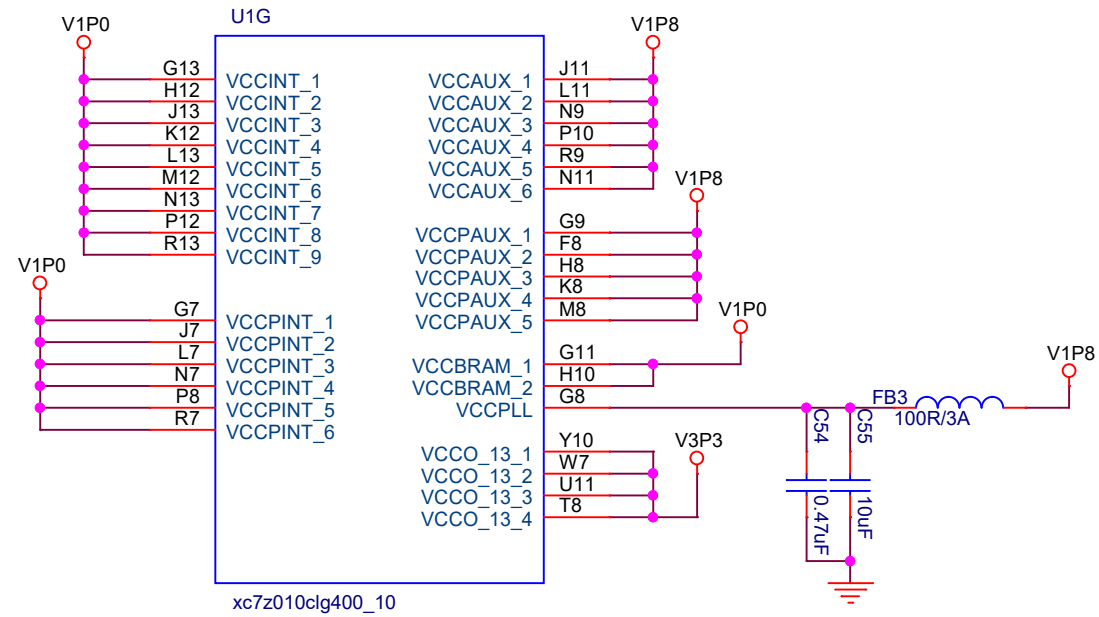 U1G
V1P0
G13 VCCINT_1
H12 VCCINT_2
J13 VCCINT_3
K12 VCCINT_4
L13 VCCINT_5
M12 VCCINT_6
N13 VCCINT_7
P12 VCCINT_8
R13 VCCINT_9
V1P0
G7 VCCPINT_1
J7 VCCPINT_2
L7 VCCPINT_3
N7 VCCPINT_4
P8 VCCPINT_5
R7 VCCPINT_6
V1P8
VCCAUX_1 J11
VCCAUX_2 L11
VCCAUX_3 N9
VCCAUX_4 P10
VCCAUX_5 R9
VCCAUX_6 N11
V1P8
VCCPAUX_1 G9
VCCPAUX_2 F8
VCCPAUX_3 H8
VCCPAUX_4 K8
VCCPAUX_5 M8
V1P0
VCCBRAM_1 G11
VCCBRAM_2 H10
VCCPLL G8
V1P8
FB3
100R/3A
C54
0.47uF
C55
10uF
V3P3
VCCO_13_1 Y10
VCCO_13_2 W7
VCCO_13_3 U11
VCCO_13_4 T8
xc7z010clg400_10